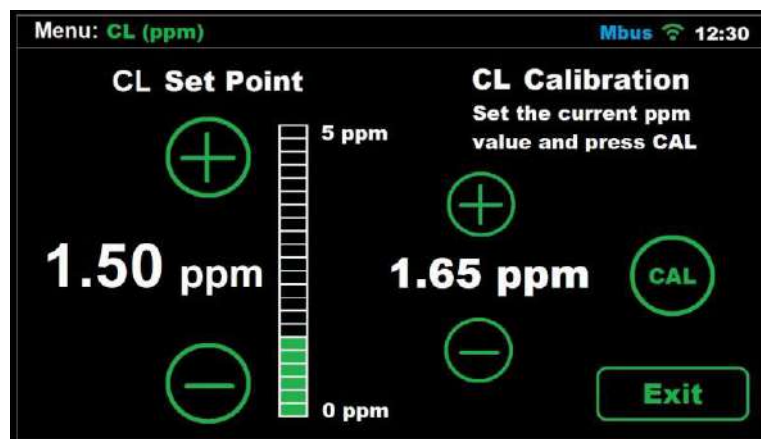 Menu: CL (ppm)
Mbus 12:30
CL Set Point
5 ppm
1.50 ppm
0 ppm
CL Calibration
Set the current ppm
value and press CAL
1.65 ppm
CAL
Exit